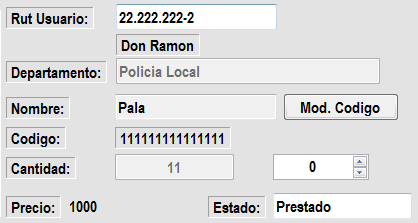 Rut Usuario: 22.222.222-2
Don Ramon
Departamento: Policia Local
Nombre: Pala Mod. Codigo
Codigo: 111111111111111
Cantidad: 11 0
Precio: 1000 Estado: Prestado